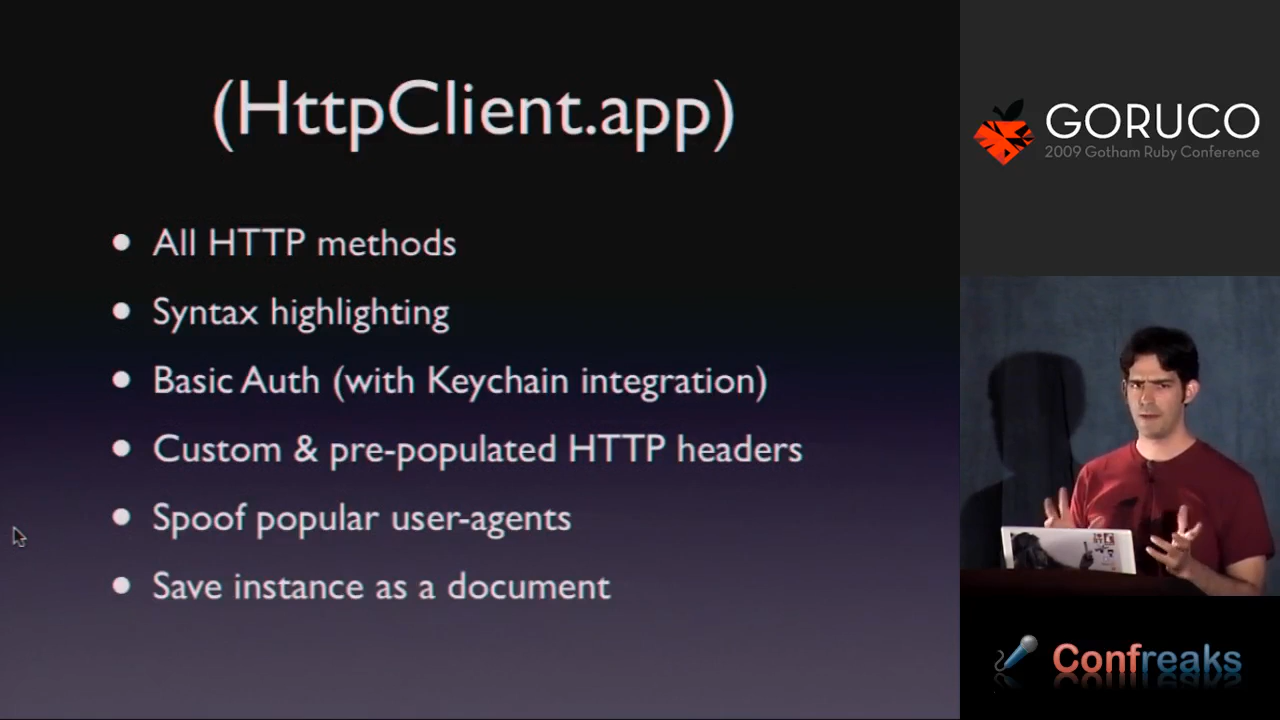 (HttpClient.app)
• All HTTP methods
• Syntax highlighting
• Basic Auth (with Keychain integration)
• Custom & pre-populated HTTP headers
• Spoof popular user-agents
• Save instance as a document
GORUCO
2009 Gotham Ruby Conference
Confreaks